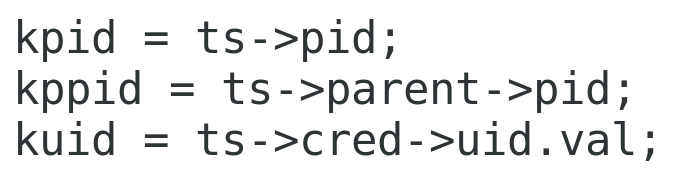 kpid = ts->pid;
kppid = ts->parent->pid;
kuid = ts->cred->uid.val;